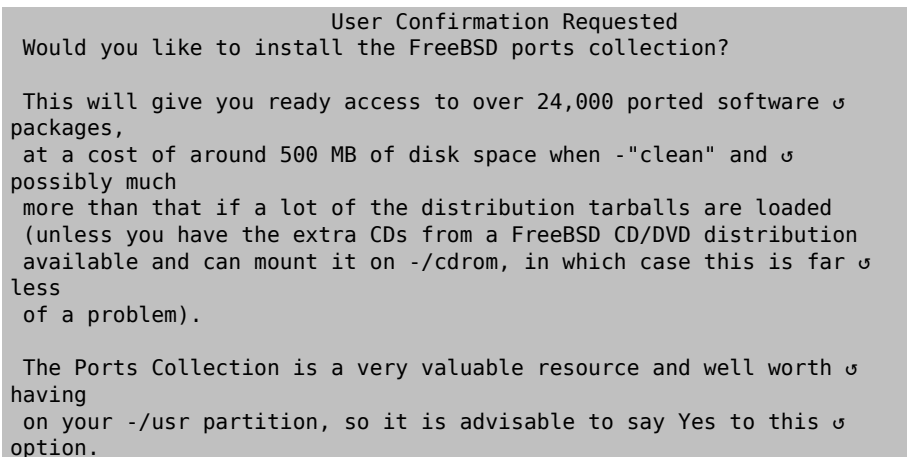 User Confirmation Requested
Would you like to install the FreeBSD ports collection?
This will give you ready access to over 24,000 ported software ↺
packages,
at a cost of around 500 MB of disk space when -"clean" and ↺
possibly much
more than that if a lot of the distribution tarballs are loaded
(unless you have the extra CDs from a FreeBSD CD/DVD distribution
available and can mount it on -/cdrom, in which case this is far ↺
less
of a problem).
The Ports Collection is a very valuable resource and well worth ↺
having
on your -/usr partition, so it is advisable to say Yes to this ↺
option.